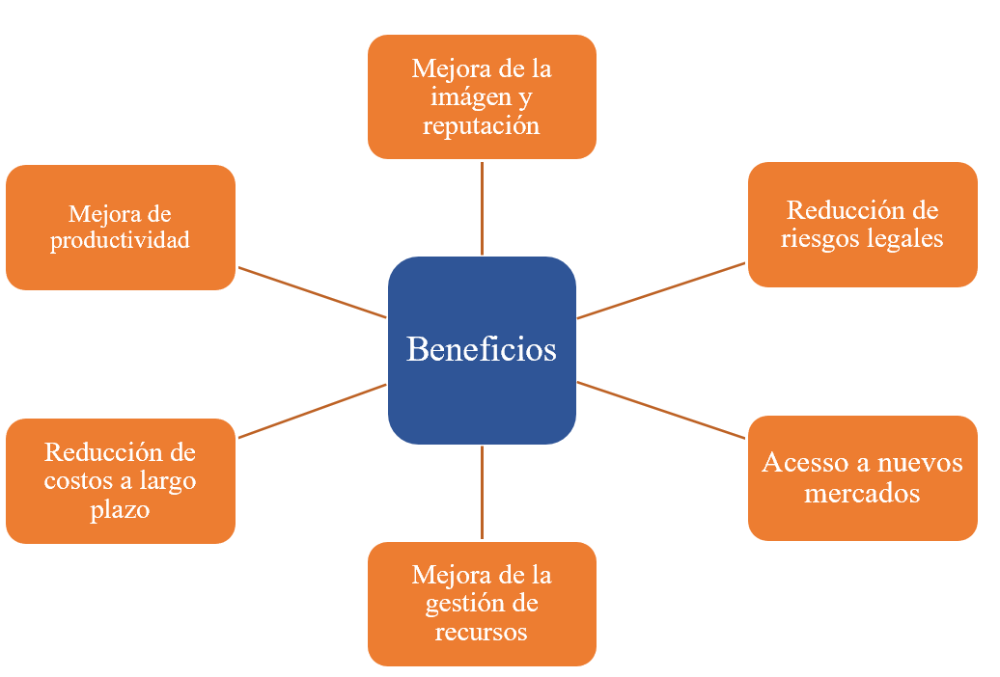 Mejora de la
imágen y
reputación
Mejora de
productividad
Reducción de
riesgos legales
Beneficios
Reducción de
costos a largo
plazo
Acesso a nuevos
mercados
Mejora de la
gestión de
recursos